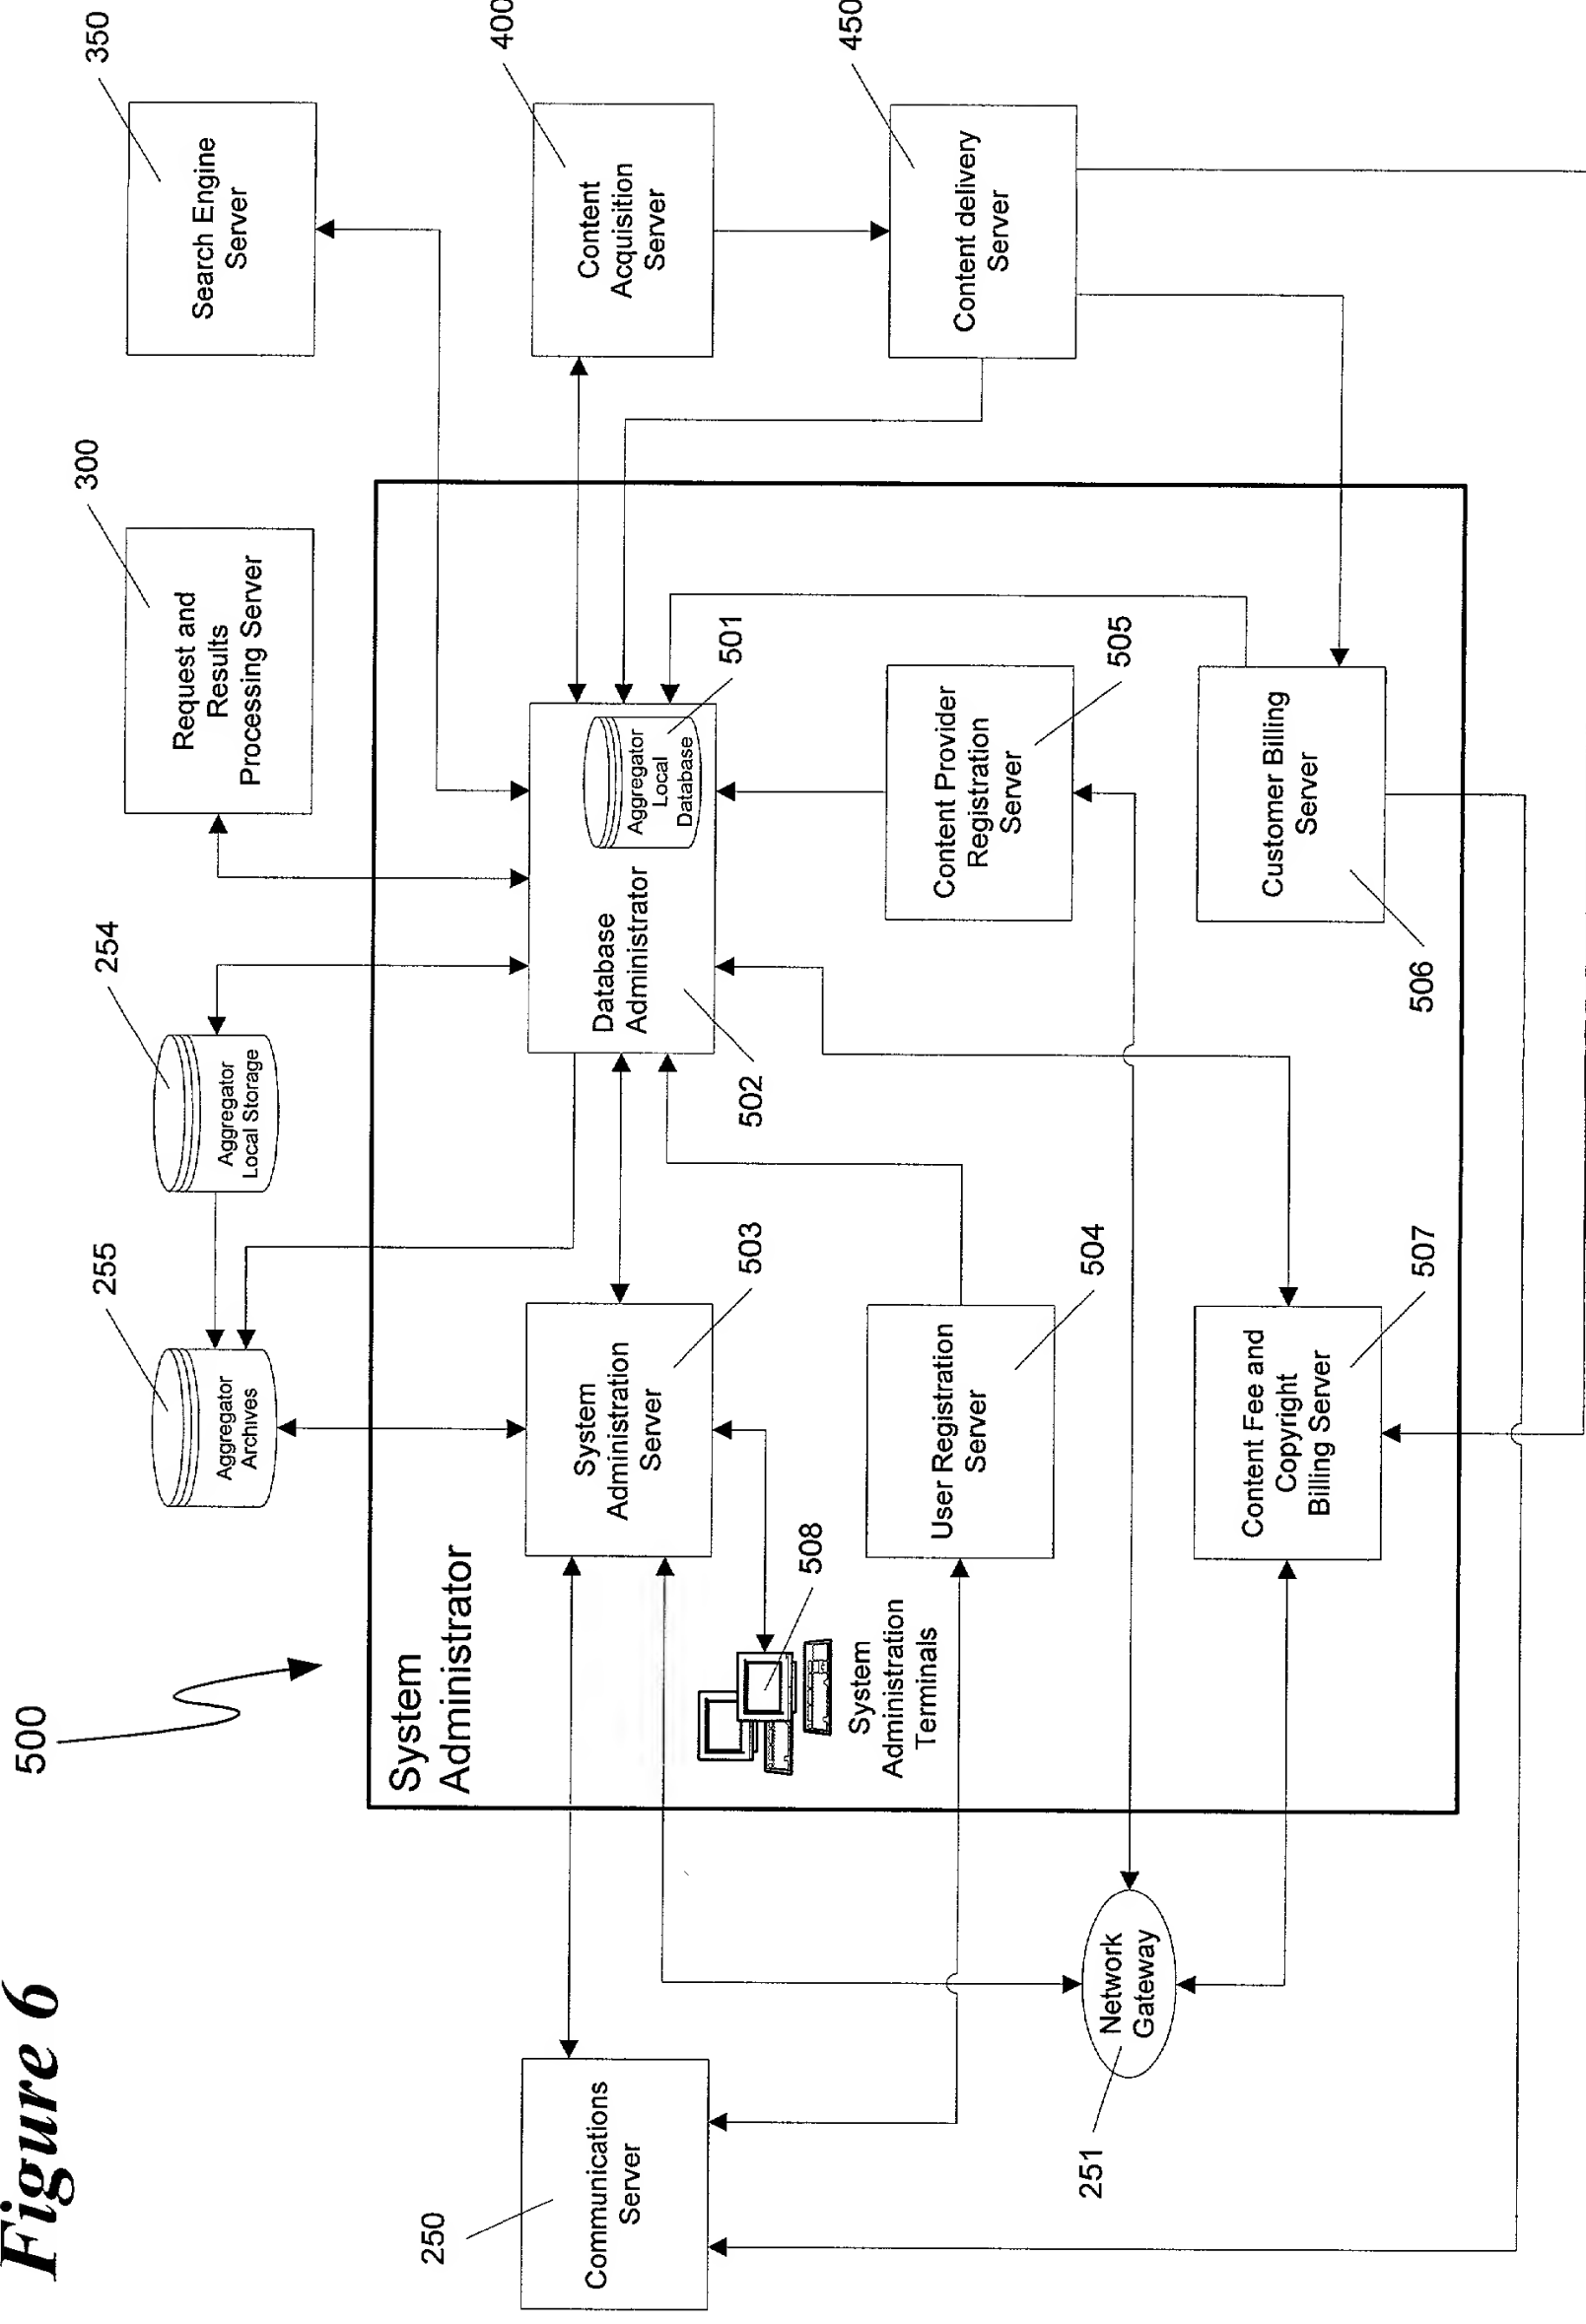 Figure 6
500
System
Administrator
255
Aggregator
Archives
254
Aggregator
Local Storage
300
Request and
Results
Processing Server
350
Search Engine
Server
250
Communications
Server
503
System
Administration
Server
502
Database
Administrator
501
Aggregator
Local
Database
400
Content
Acquisition
Server
508
System
Administration
Terminals
504
User Registration
Server
505
Content Provider
Registration
Server
450
Content delivery
Server
251
Network
Gateway
507
Content Fee and
Copyright
Billing Server
506
Customer Billing
Server